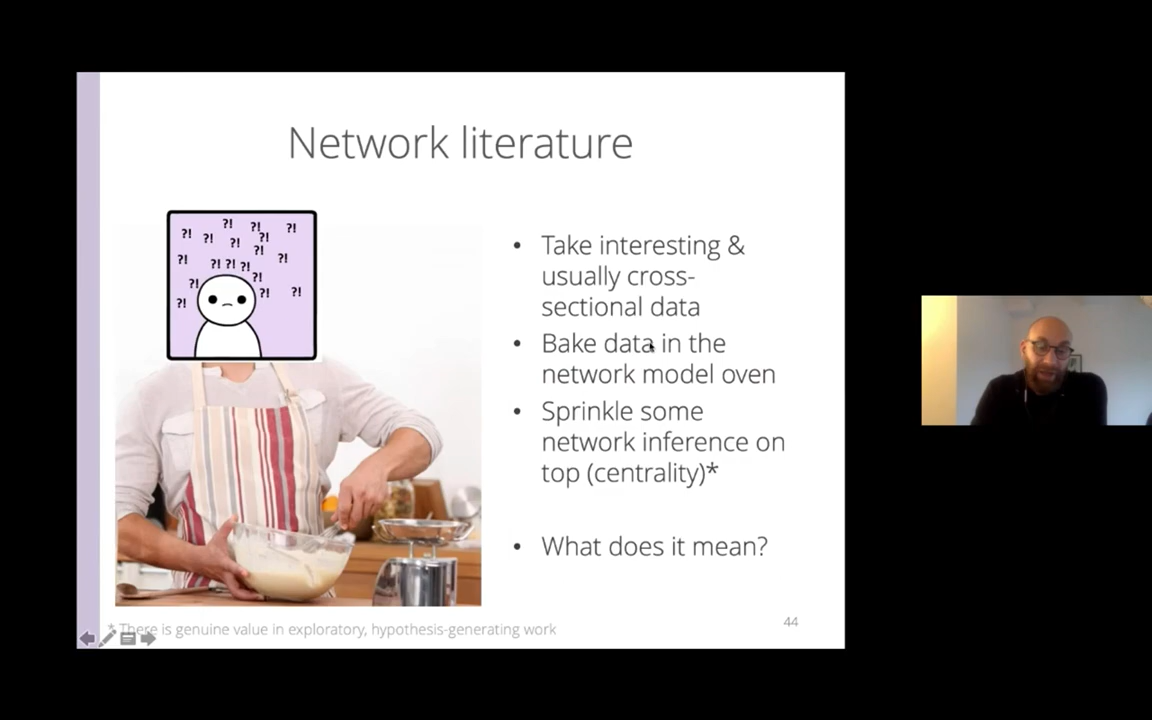 Network literature
?! ?! ?! ?!
?! ?! ?! ?!
?! ?!
?! ?! ?! ?!
?! ?!
?! ?! ?!
• Take interesting &
usually cross-
sectional data
• Bake data in the
network model oven
• Sprinkle some
network inference on
top (centrality)*
• What does it mean?
* There is genuine value in exploratory, hypothesis-generating work
44